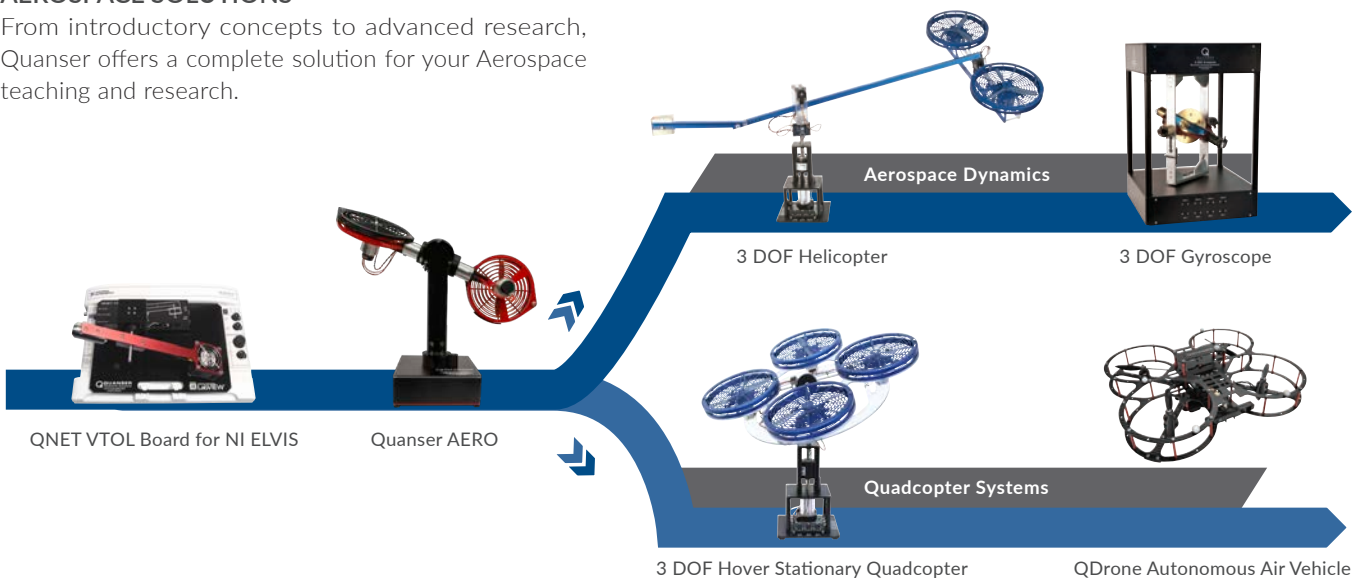 AEROSPACE SOLUTIONS
From introductory concepts to advanced research,
Quanser offers a complete solution for your Aerospace
teaching and research.
Aerospace Dynamics
3 DOF Helicopter
3 DOF Gyroscope
QNET VTOL Board for NI ELVIS
Quanser AERO
Quadcopter Systems
3 DOF Hover Stationary Quadcopter
QDrone Autonomous Air Vehicle